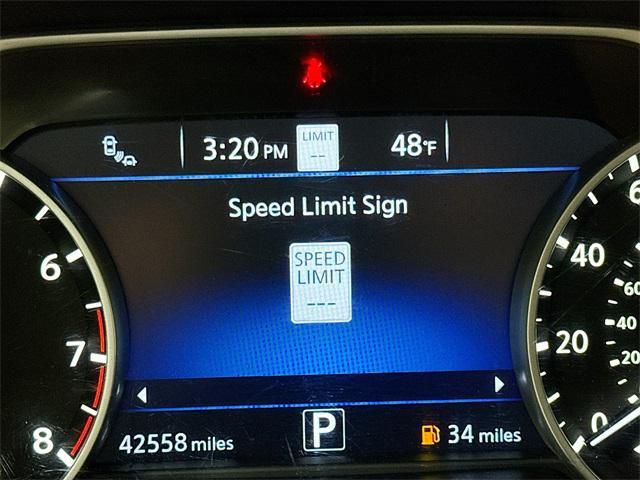 LIMIT
3:20 PM -- 48°F
Speed Limit Sign
SPEED
LIMIT
---
6
7
8
40
20
0
60
40
20
P
42558 miles
34 miles